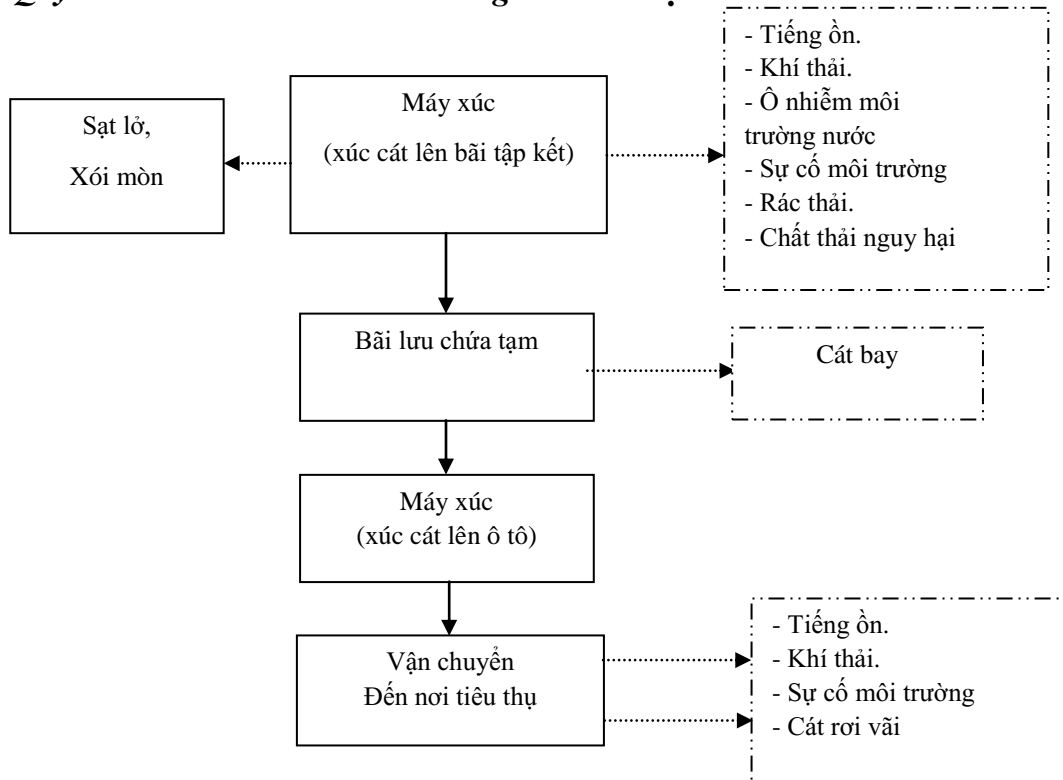 - Tiếng ồn.
- Khí thải.
- Ô nhiễm môi
trường nước
- Sự cố môi trường
- Rác thải.
- Chất thải nguy hại
Máy xúc
(xúc cát lên bãi tập kết)
Sạt lở,
Xói mòn
Bãi lưu chứa tạm
Cát bay
Máy xúc
(xúc cát lên ô tô)
Vận chuyển
Đến nơi tiêu thụ
- Tiếng ồn.
- Khí thải.
- Sự cố môi trường
- Cát rơi vãi